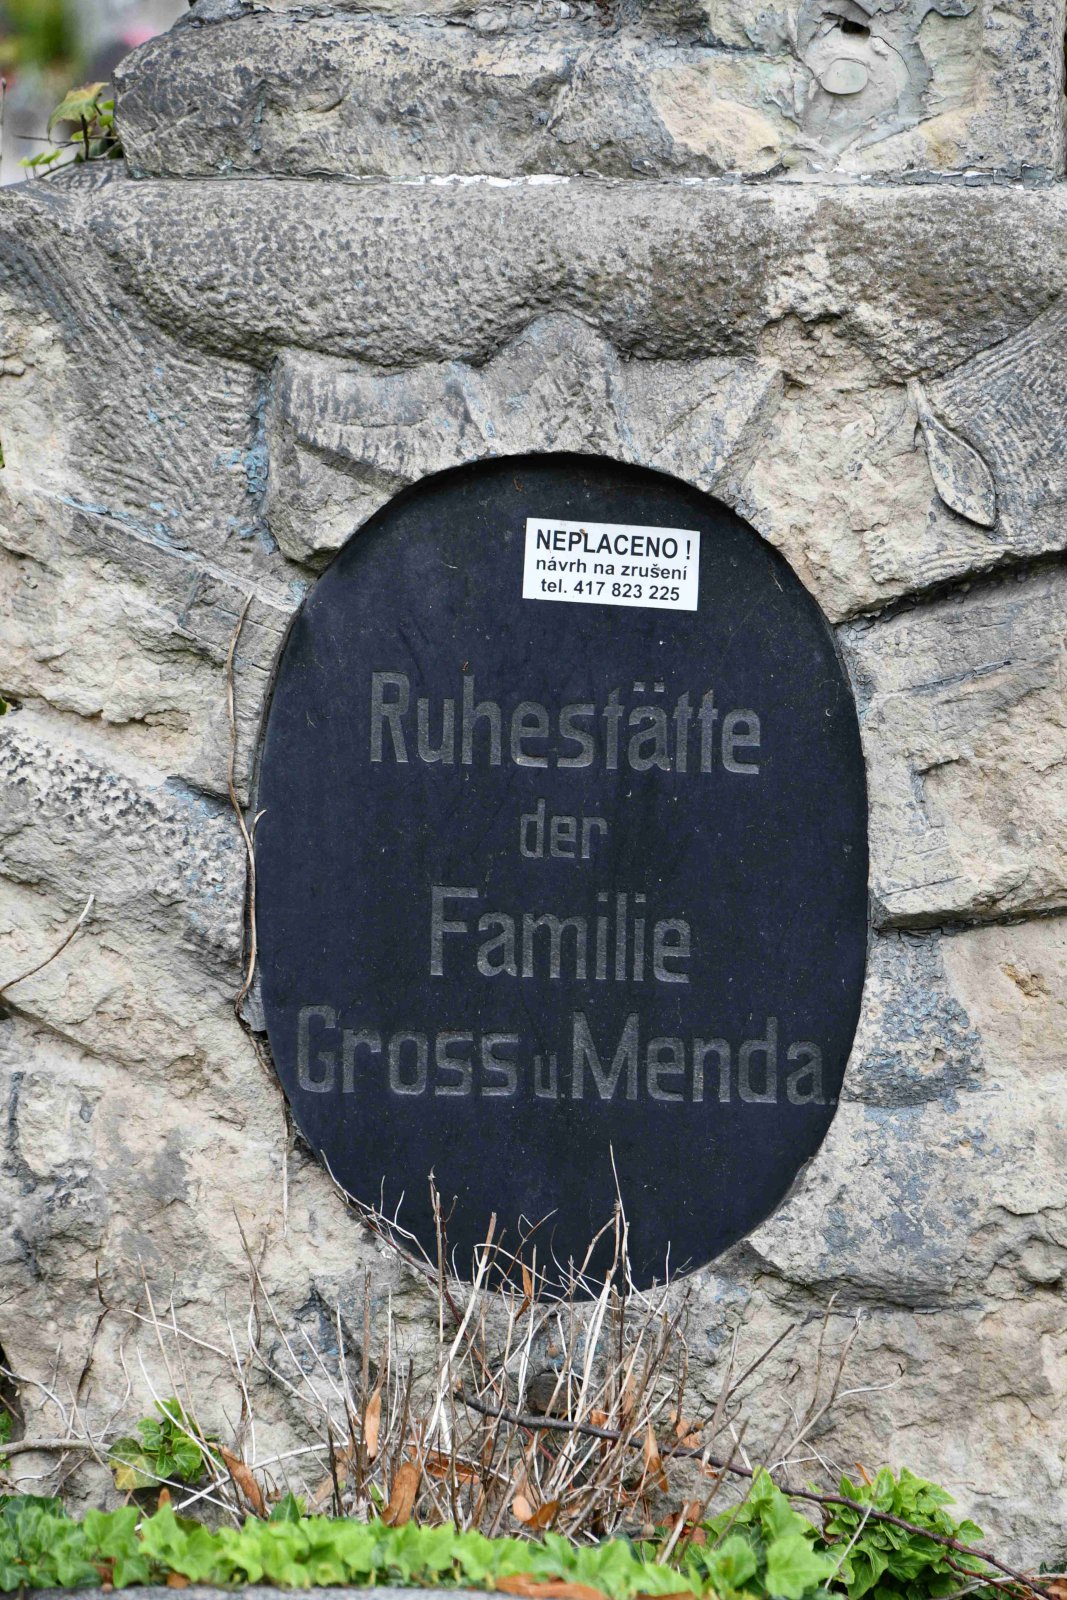 NEPLACENO !
návrh na zrušení
tel. 417 823 225
Ruhestätte
der
Familie
Gross u. Menda.